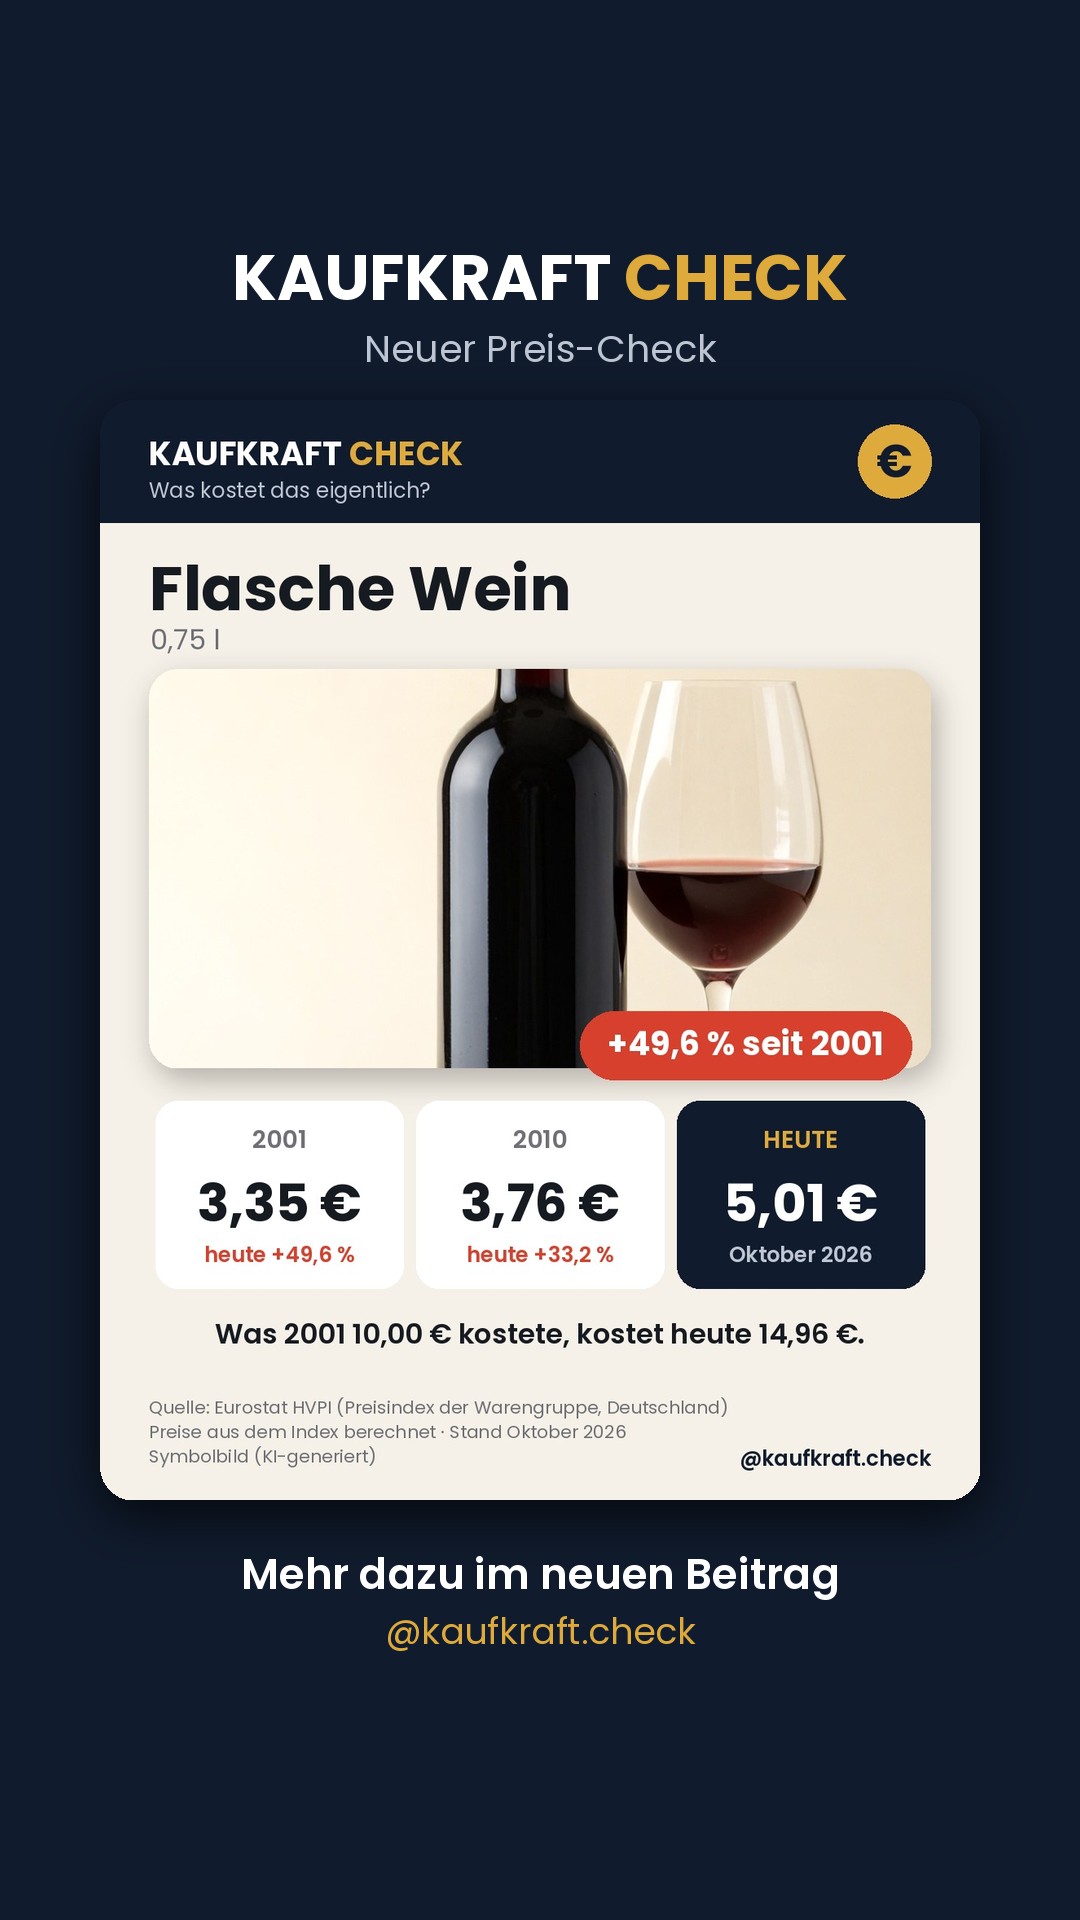 KAUFKRAFT CHECK
Neuer Preis-Check
KAUFKRAFT CHECK
Was kostet das eigentlich?
€
Flasche Wein
0,75 l
+49,6 % seit 2001
2001
3,35 €
heute +49,6 %
2010
3,76 €
heute +33,2 %
HEUTE
5,01 €
Oktober 2026
Was 2001 10,00 € kostete, kostet heute 14,96 €.
Quelle: Eurostat HVPI (Preisindex der Warengruppe, Deutschland)
Preise aus dem Index berechnet · Stand Oktober 2026
Symbolbild (KI-generiert)
@kaufkraft.check
Mehr dazu im neuen Beitrag
@kaufkraft.check